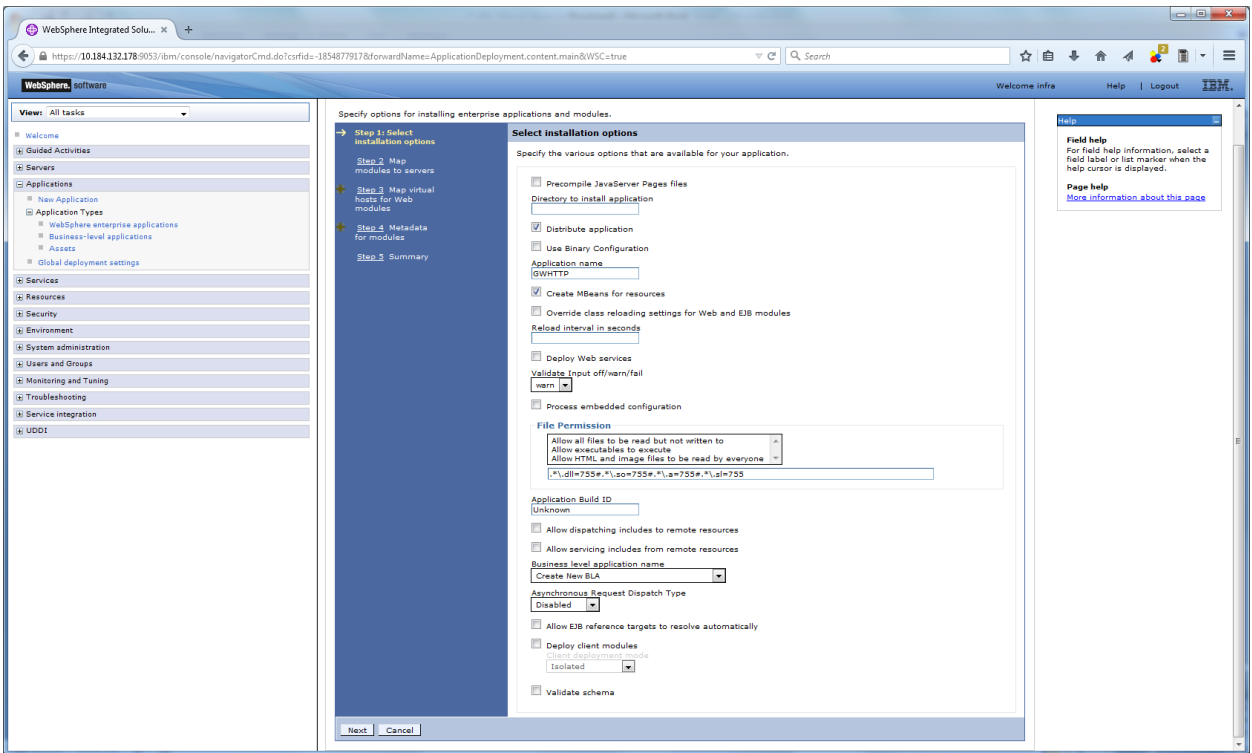 WebSphere Integrated Solu...
https://10.184.132.178:9053/ibm/console/navigatorCmd.do?csrfid=-1854877917&forwardName=ApplicationDeployment.content.main&WSC=true
Search
2
WebSphere. software
Welcome infra
Help | Logout
IBM.
View: All tasks
Welcome
Guided Activities
Servers
Applications
New Application
Application Types
WebSphere enterprise applications
Business-level applications
Assets
Global deployment settings
Services
Resources
Security
Environment
System administration
Users and Groups
Monitoring and Tuning
Troubleshooting
Service integration
UDDI
Specify options for installing enterprise applications and modules.
Step 1: Select
installation options
Step 2 Map
modules to servers
Step 3 Map virtual
hosts for Web
modules
Step 4 Metadata
for modules
Step 5 Summary
Select installation options
Specify the various options that are available for your application.
Precompile JavaServer Pages files
Directory to install application
Distribute application
Use Binary Configuration
Application name
GWHTTP
Create MBeans for resources
Override class reloading settings for Web and EJB modules
Reload interval in seconds
Deploy Web services
Validate Input off/warn/fail
warn
Process embedded configuration
File Permission
Allow all files to be read but not written to
Allow executables to execute
Allow HTML and image files to be read by everyone
.*\.dll=755#.*\.so=755#.*\.a=755#.*\.sl=755
Application Build ID
Unknown
Allow dispatching includes to remote resources
Allow servicing includes from remote resources
Business level application name
Create New BLA
Asynchronous Request Dispatch Type
Disabled
Allow EJB reference targets to resolve automatically
Deploy client modules
Client deployment mode
Isolated
Validate schema
Next
Cancel
Help
Field help
For field help information, select a
field label or list marker when the
help cursor is displayed.
Page help
More information about this page